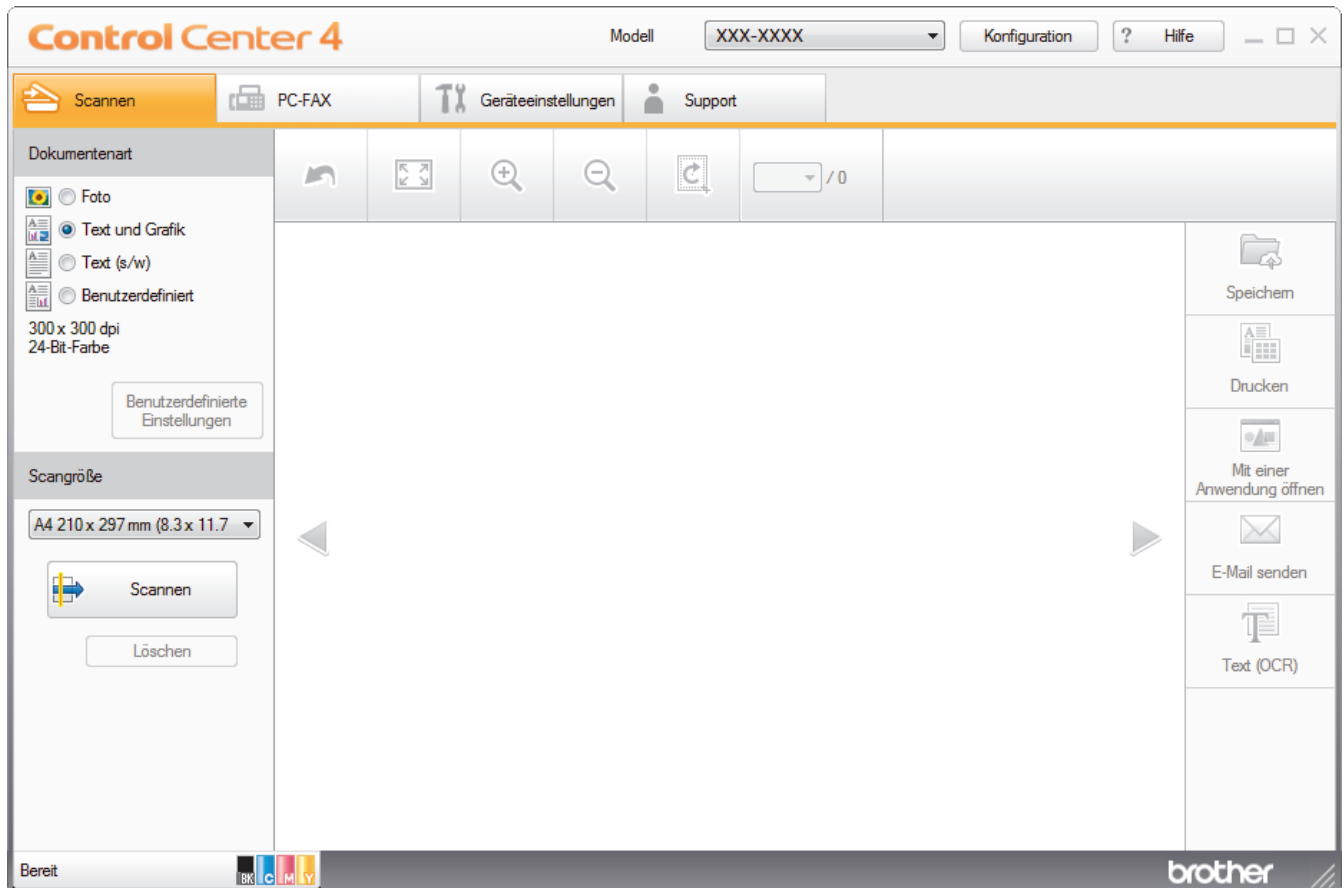 Control Center 4
Modell
XXX-XXXX
Konfiguration
? Hilfe
Scannen
PC-FAX
Geräteeinstellungen
Support
Dokumentenart
Foto
Text und Grafik
Text (s/w)
Benutzerdefiniert
300 x 300 dpi
24-Bit-Farbe
Benutzerdefinierte
Einstellungen
Scangröße
A4 210 x 297 mm (8.3 x 11.7
Scannen
Löschen
/ 0
Speichern
Drucken
Mit einer
Anwendung öffnen
E-Mail senden
Text (OCR)
Bereit
BK C M Y
brother